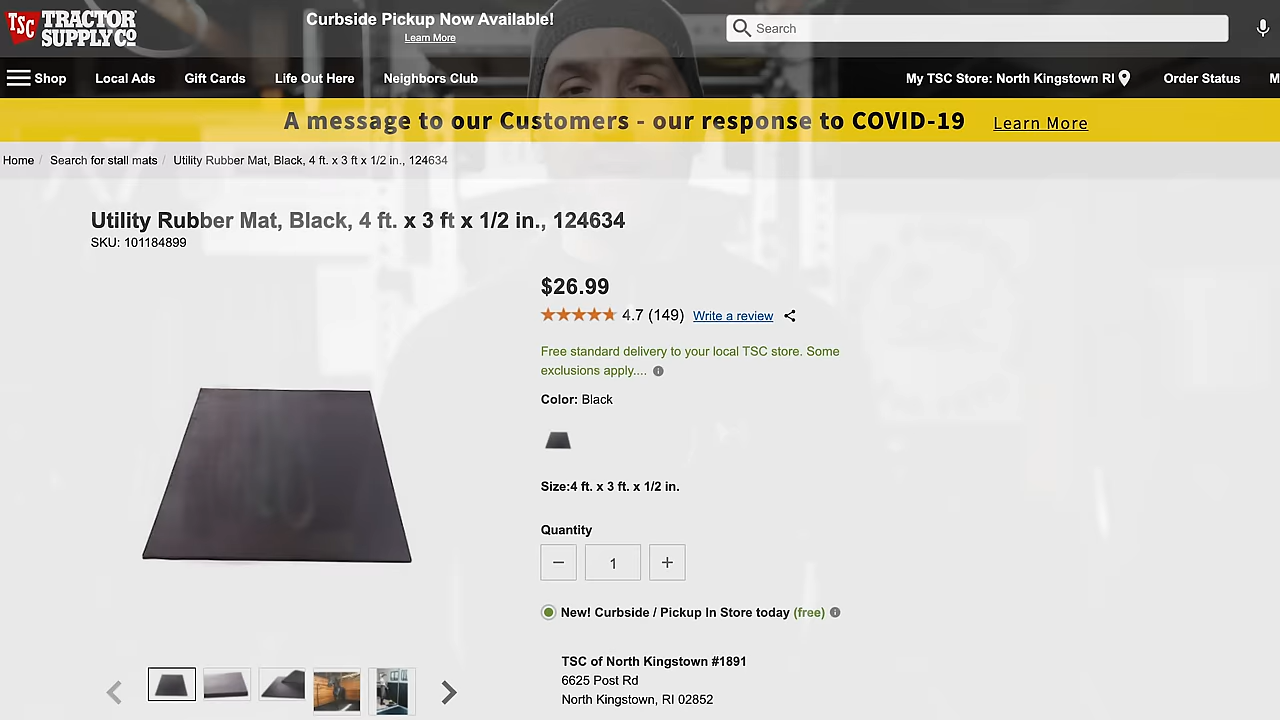 TSC TRACTOR
SUPPLY CO
Curbside Pickup Now Available!
Learn More
Search
Shop
Local Ads
Gift Cards
Life Out Here
Neighbors Club
My TSC Store: North Kingstown RI
Order Status
M
A message to our Customers - our response to COVID-19 Learn More
Home / Search for stall mats / Utility Rubber Mat, Black, 4 ft. x 3 ft x 1/2 in., 124634
Utility Rubber Mat, Black, 4 ft. x 3 ft x 1/2 in., 124634
SKU: 101184899
$26.99
4.7 (149) Write a review
Free standard delivery to your local TSC store. Some
exclusions apply....
Color: Black
Size:4 ft. x 3 ft. x 1/2 in.
Quantity
1
New! Curbside / Pickup In Store today (free)
TSC of North Kingstown #1891
6625 Post Rd
North Kingstown, RI 02852